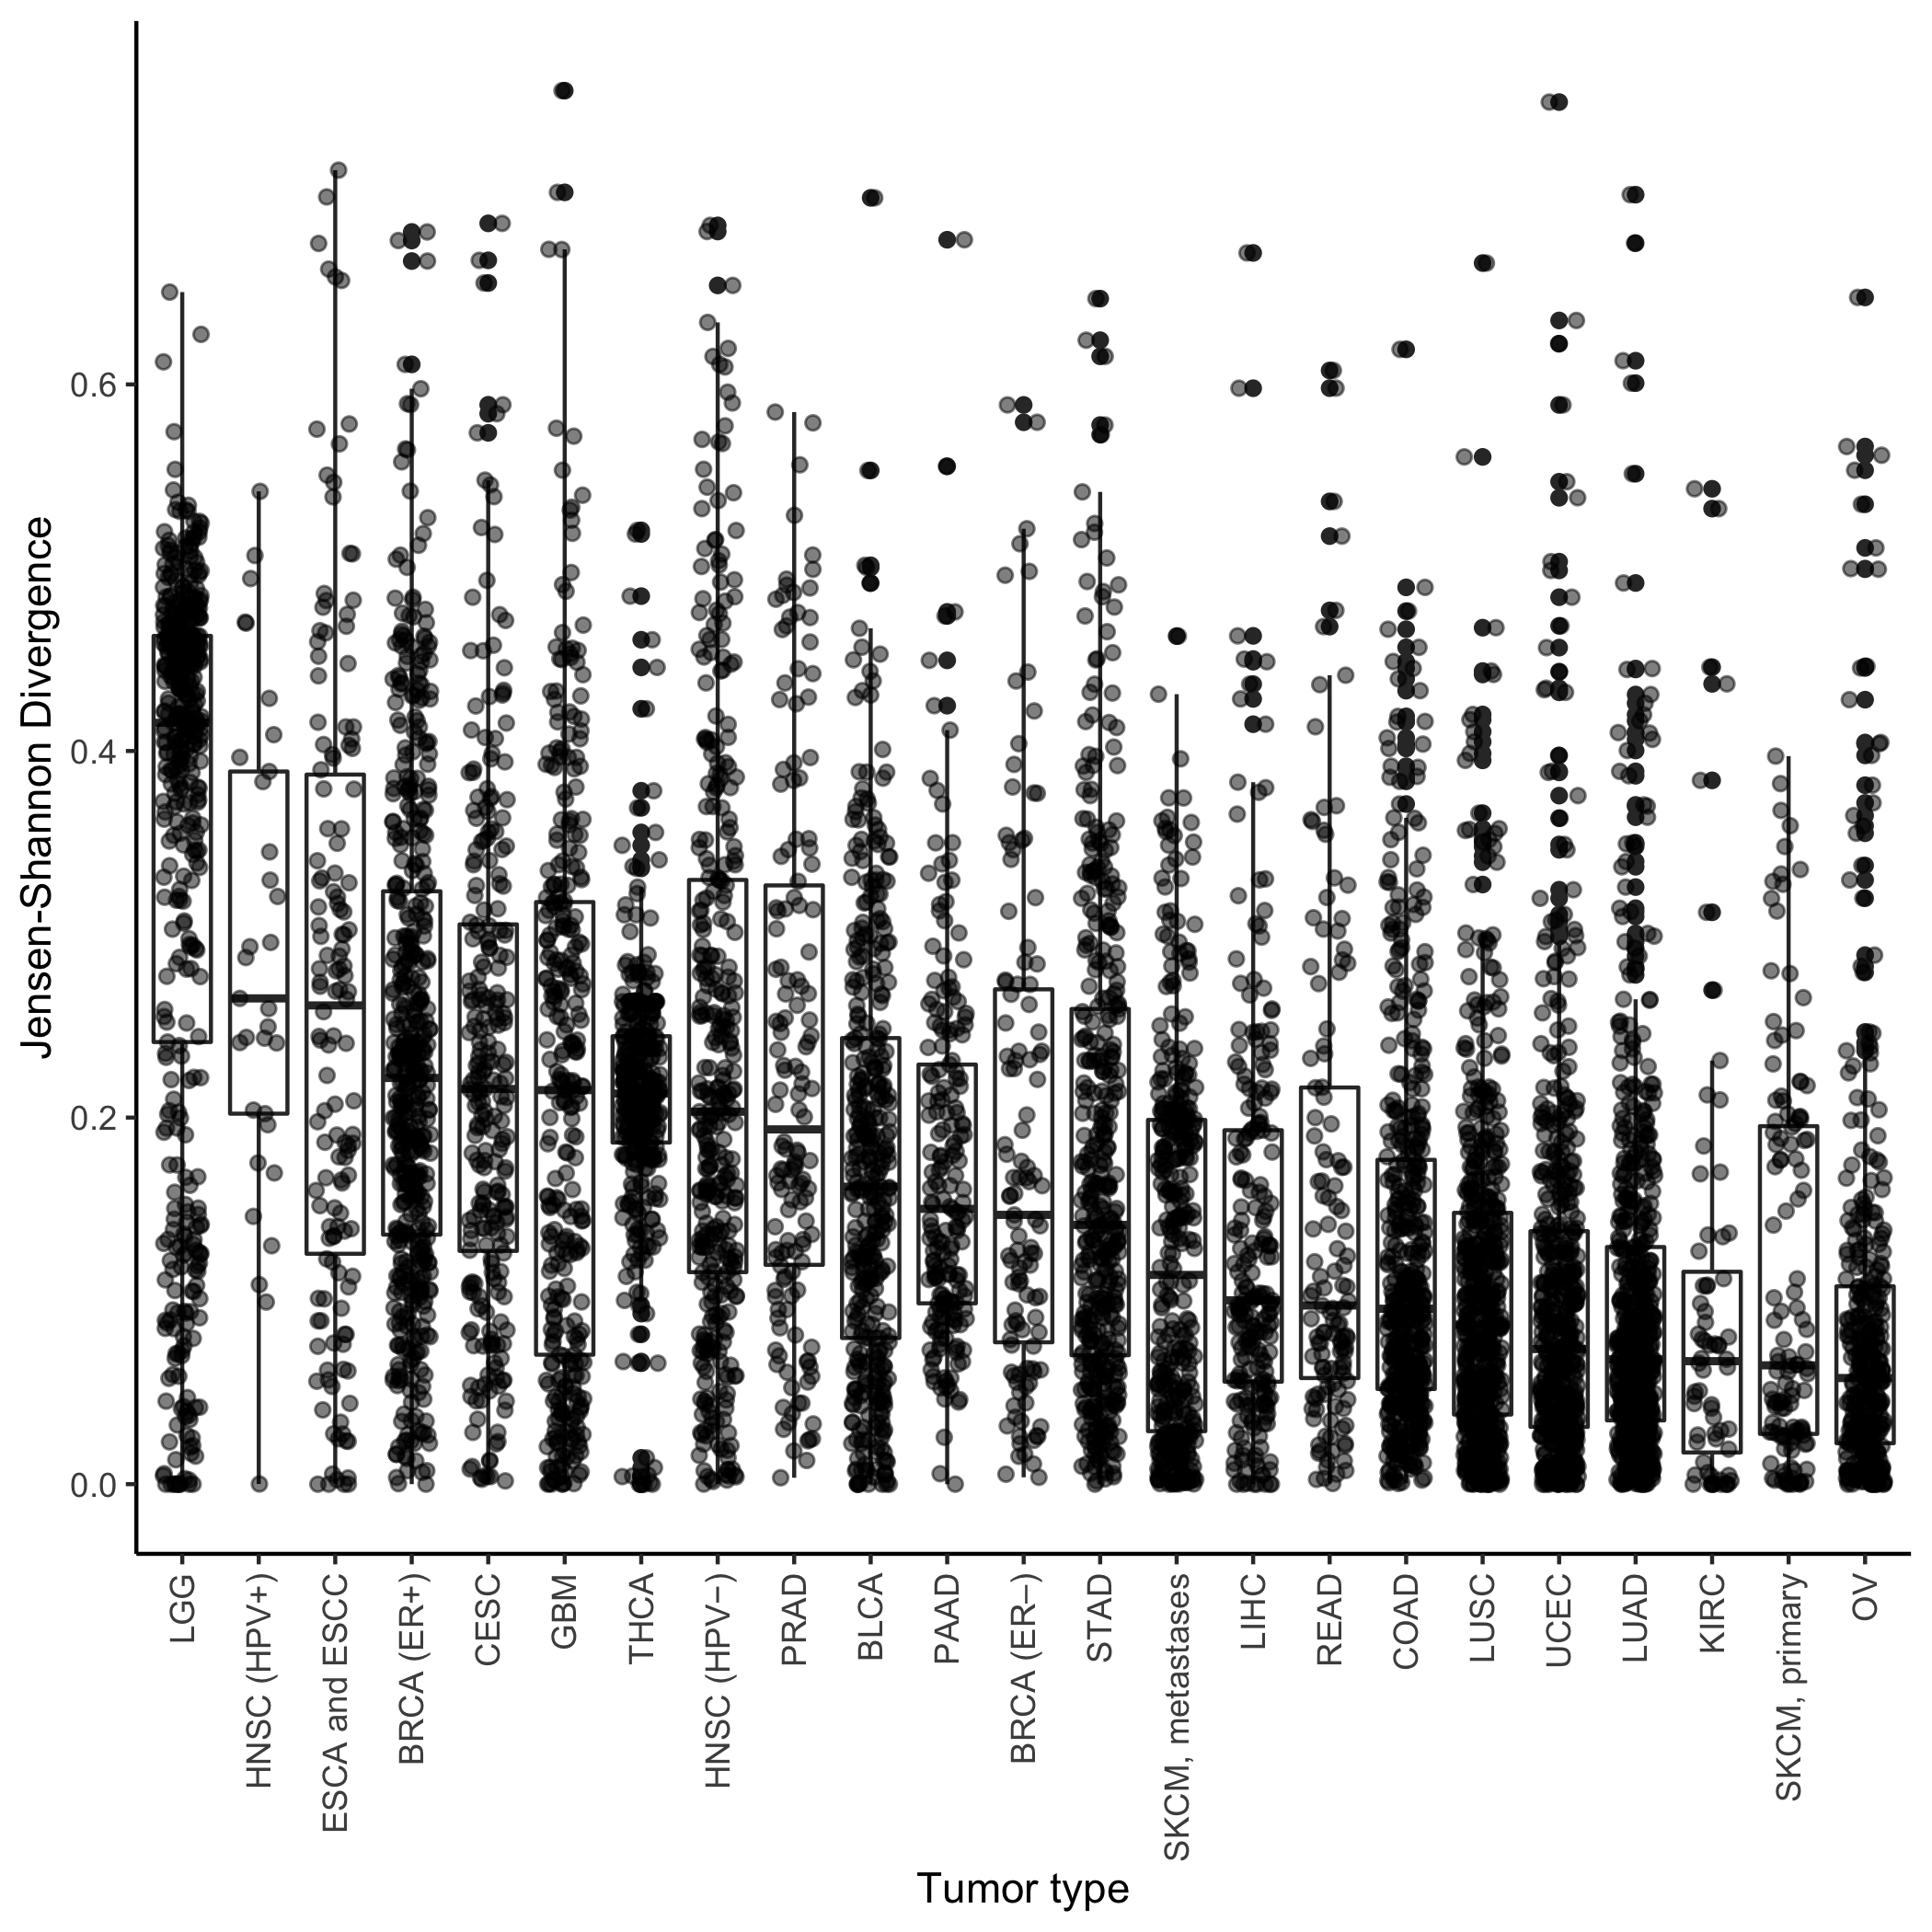 Jensen-Shannon Divergence
0.6
0.4
0.2
0.0
LGG
HNSC (HPV+)
ESCA and ESCC
BRCA (ER+)
CESC
GBM
THCA
HNSC (HPV−)
PRAD
BLCA
PAAD
BRCA (ER−)
STAD
SKCM, metastases
LIHC
READ
COAD
LUSC
UCEC
LUAD
KIRC
SKCM, primary
OV
Tumor type